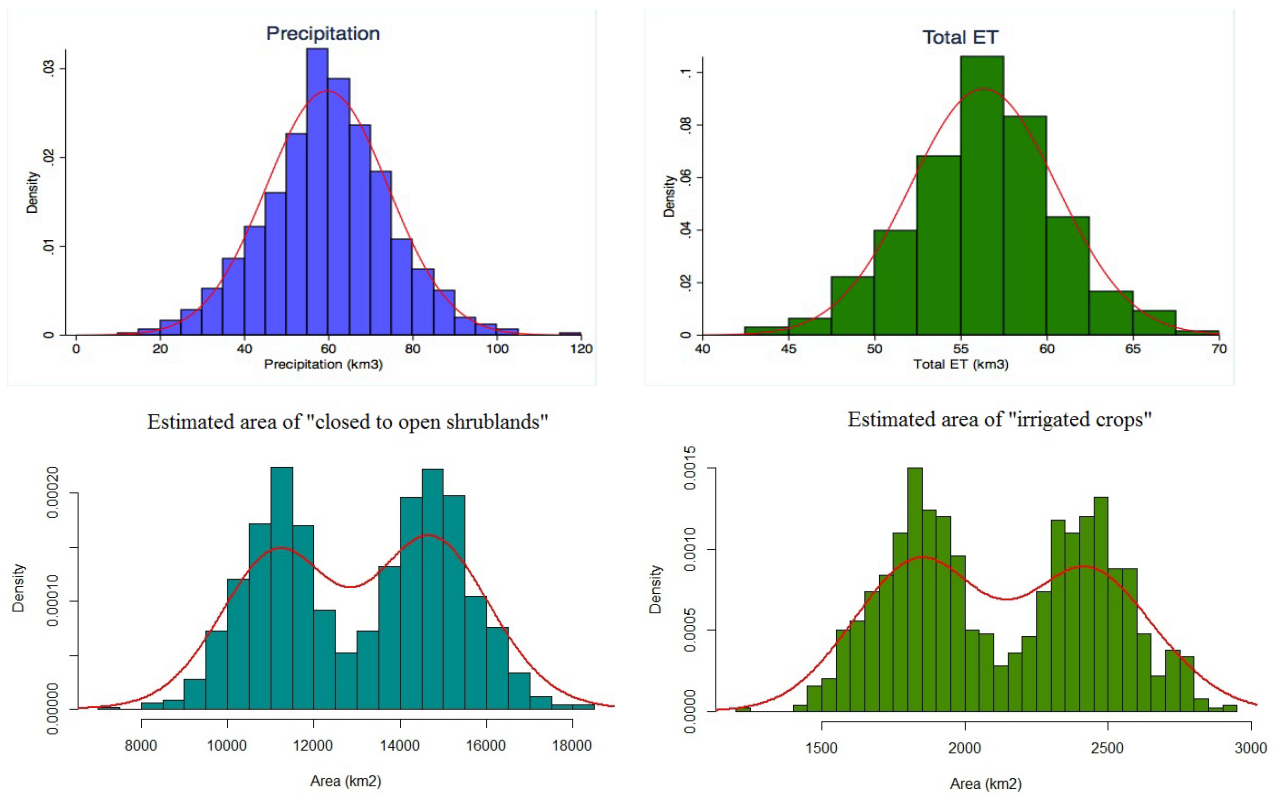 Precipitation
Density
0
.01
.02
.03
0 20 40 60 80 100 120
Precipitation (km3)
Total ET
Density
0
.02
.04
.06
.08
.1
40 45 50 55 60 65 70
Total ET (km3)
Estimated area of "closed to open shrublands"
Density
0.00000
0.00010
0.00020
8000 10000 12000 14000 16000 18000
Area (km2)
Estimated area of "irrigated crops"
Density
0.0000
0.0005
0.0010
0.0015
1500 2000 2500 3000
Area (km2)